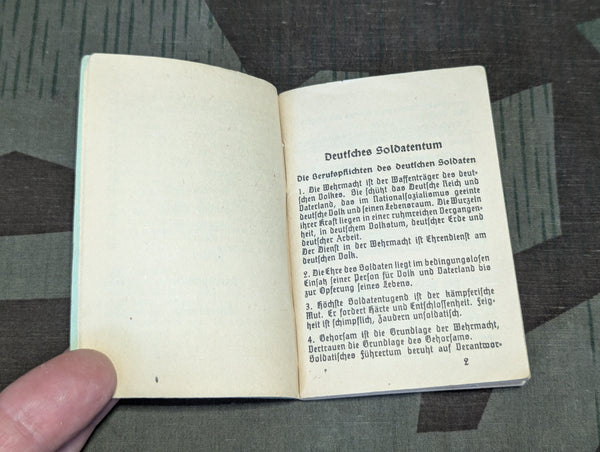 Deutsches Soldatentum
Die Berufspflichten des deutschen Soldaten
1. Die Wehrmacht ist der Waffenträger des deut-
schen Volkes. Sie schützt das Deutsche Reich und
Vaterland, das im Nationalsozialismus geeinte
deutsche Volk und seinen Lebensraum. Die Wurzeln
ihrer Kraft liegen in einer ruhmreichen Vergangen-
heit, in deutschem Volkstum, deutscher Erde und
deutscher Arbeit.
Der Dienst in der Wehrmacht ist Ehrendienst am
deutschen Volk.
2. Die Ehre des Soldaten liegt im bedingungslosen
Einsatz seiner Person für Volk und Vaterland bis
zur Opferung seines Lebens.
3. Höchste Soldatentugend ist der kämpferische
Mut. Er fordert Härte und Entschlossenheit. Feig-
heit ist schimpflich, Zaudern unsoldatisch.
4. Gehorsam ist die Grundlage der Wehrmacht,
Vertrauen die Grundlage des Gehorsams.
Soldatisches Führertum beruht auf Verantwor-
2